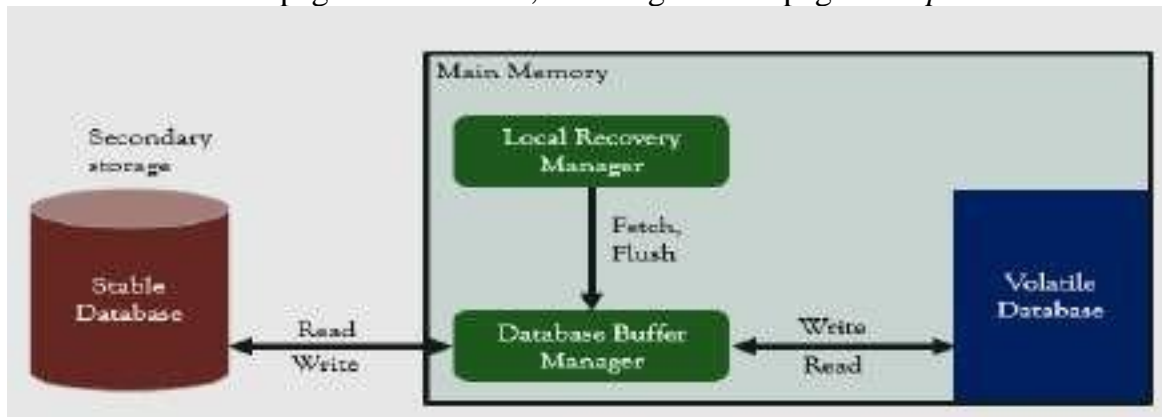 Main Memory
Local Recovery
Manager
Secondary
storage
Fetch,
Flush
Stable
Database
Read
Write
Database Buffer
Manager
Write
Read
Volatile
Database